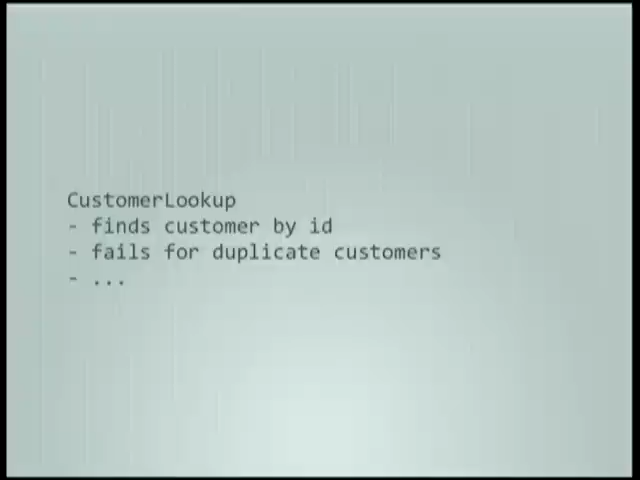 CustomerLookup
- finds customer by id
- fails for duplicate customers
- ...